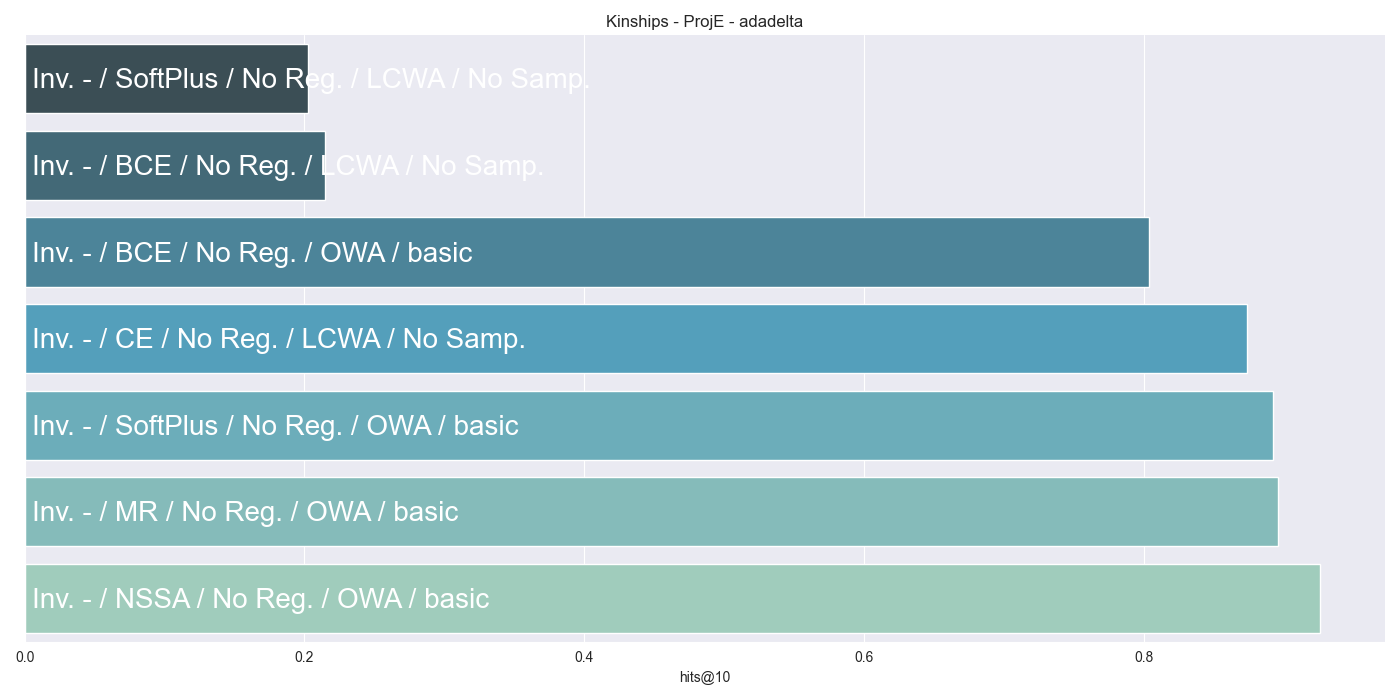 Kinships - ProjE - adadelta
Inv. - / SoftPlus / No Reg. / LCWA / No Samp.
Inv. - / BCE / No Reg. / LCWA / No Samp.
Inv. - / BCE / No Reg. / OWA / basic
Inv. - / CE / No Reg. / LCWA / No Samp.
Inv. - / SoftPlus / No Reg. / OWA / basic
Inv. - / MR / No Reg. / OWA / basic
Inv. - / NSSA / No Reg. / OWA / basic
0.0 0.2 0.4 0.6 0.8
hits@10